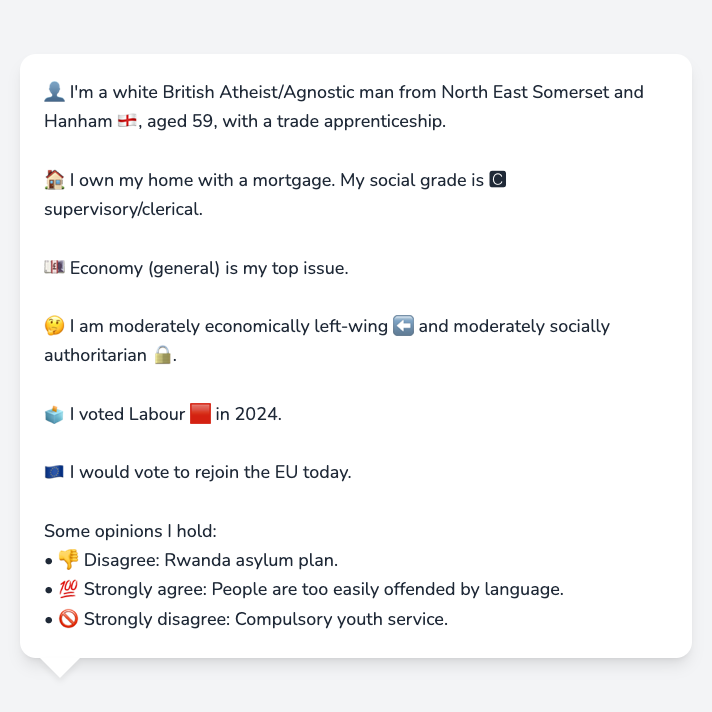 👤 I'm a white British Atheist/Agnostic man from North East Somerset and
Hanham 🏴󠁧󠁢󠁥󠁮󠁧󠁿, aged 59, with a trade apprenticeship.
🏠 I own my home with a mortgage. My social grade is C
supervisory/clerical.
💷 Economy (general) is my top issue.
🤔 I am moderately economically left-wing ⬅️ and moderately socially
authoritarian 🔒.
🗳️ I voted Labour 🟥 in 2024.
🇪🇺 I would vote to rejoin the EU today.
Some opinions I hold:
• 👎 Disagree: Rwanda asylum plan.
• 💯 Strongly agree: People are too easily offended by language.
• 🚫 Strongly disagree: Compulsory youth service.